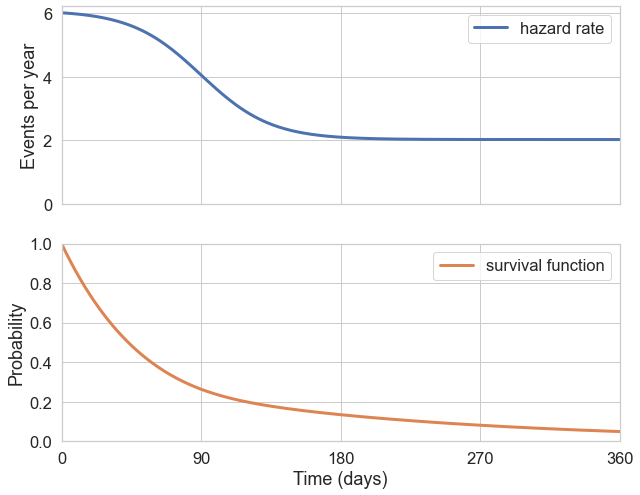 6
4
2
0
Events per year
hazard rate
1.0
0.8
0.6
0.4
0.2
0.0
Probability
survival function
0 90 180 270 360
Time (days)